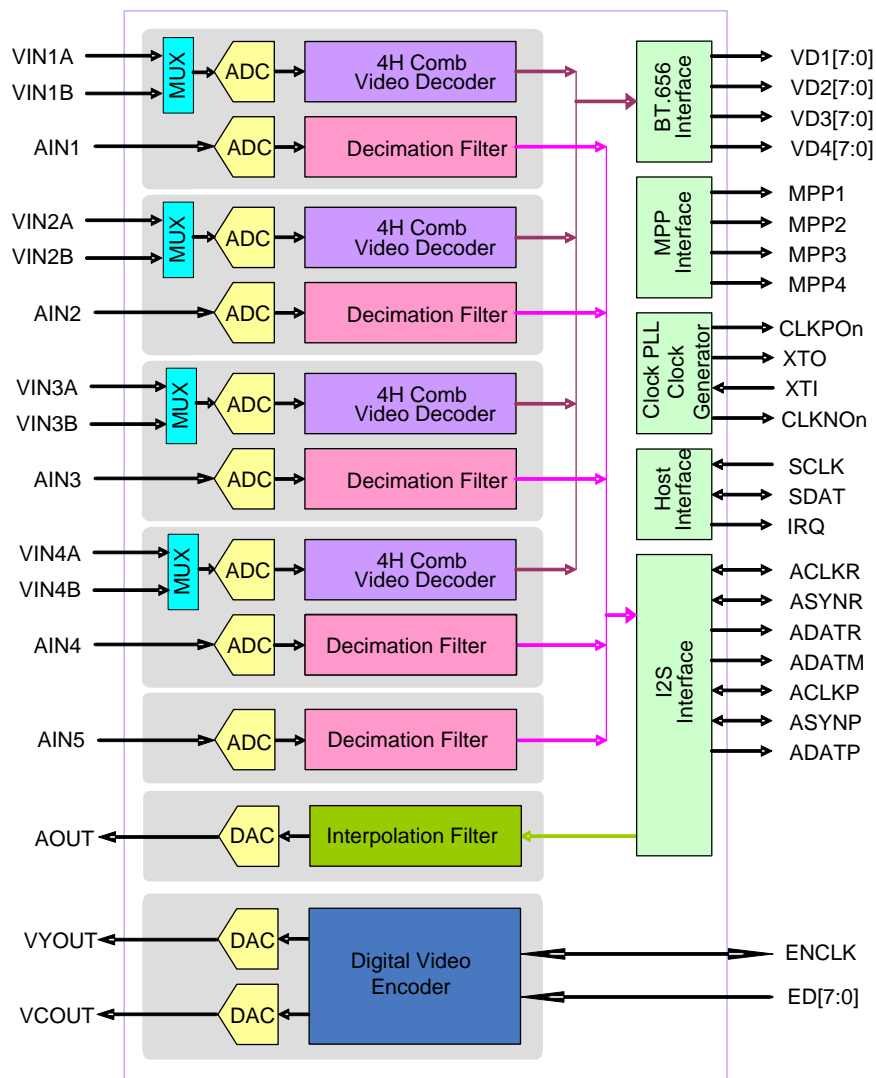 VIN1A
VIN1B
MUX
ADC
4H Comb
Video Decoder
AIN1
ADC
Decimation Filter
VIN2A
VIN2B
MUX
ADC
4H Comb
Video Decoder
AIN2
ADC
Decimation Filter
VIN3A
VIN3B
MUX
ADC
4H Comb
Video Decoder
AIN3
ADC
Decimation Filter
VIN4A
VIN4B
MUX
ADC
4H Comb
Video Decoder
AIN4
ADC
Decimation Filter
AIN5
ADC
Decimation Filter
AOUT
DAC
Interpolation Filter
VYOUT
DAC
VCOUT
DAC
Digital Video
Encoder
BT.656
Interface
VD1[7:0]
VD2[7:0]
VD3[7:0]
VD4[7:0]
MPP
Interface
MPP1
MPP2
MPP3
MPP4
Clock PLL
Clock
Generator
CLKPOn
XTO
XTI
CLKNOn
Host
Interface
SCLK
SDAT
IRQ
I2S
Interface
ACLKR
ASYNR
ADATR
ADATM
ACLKP
ASYNP
ADATP
ENCLK
ED[7:0]